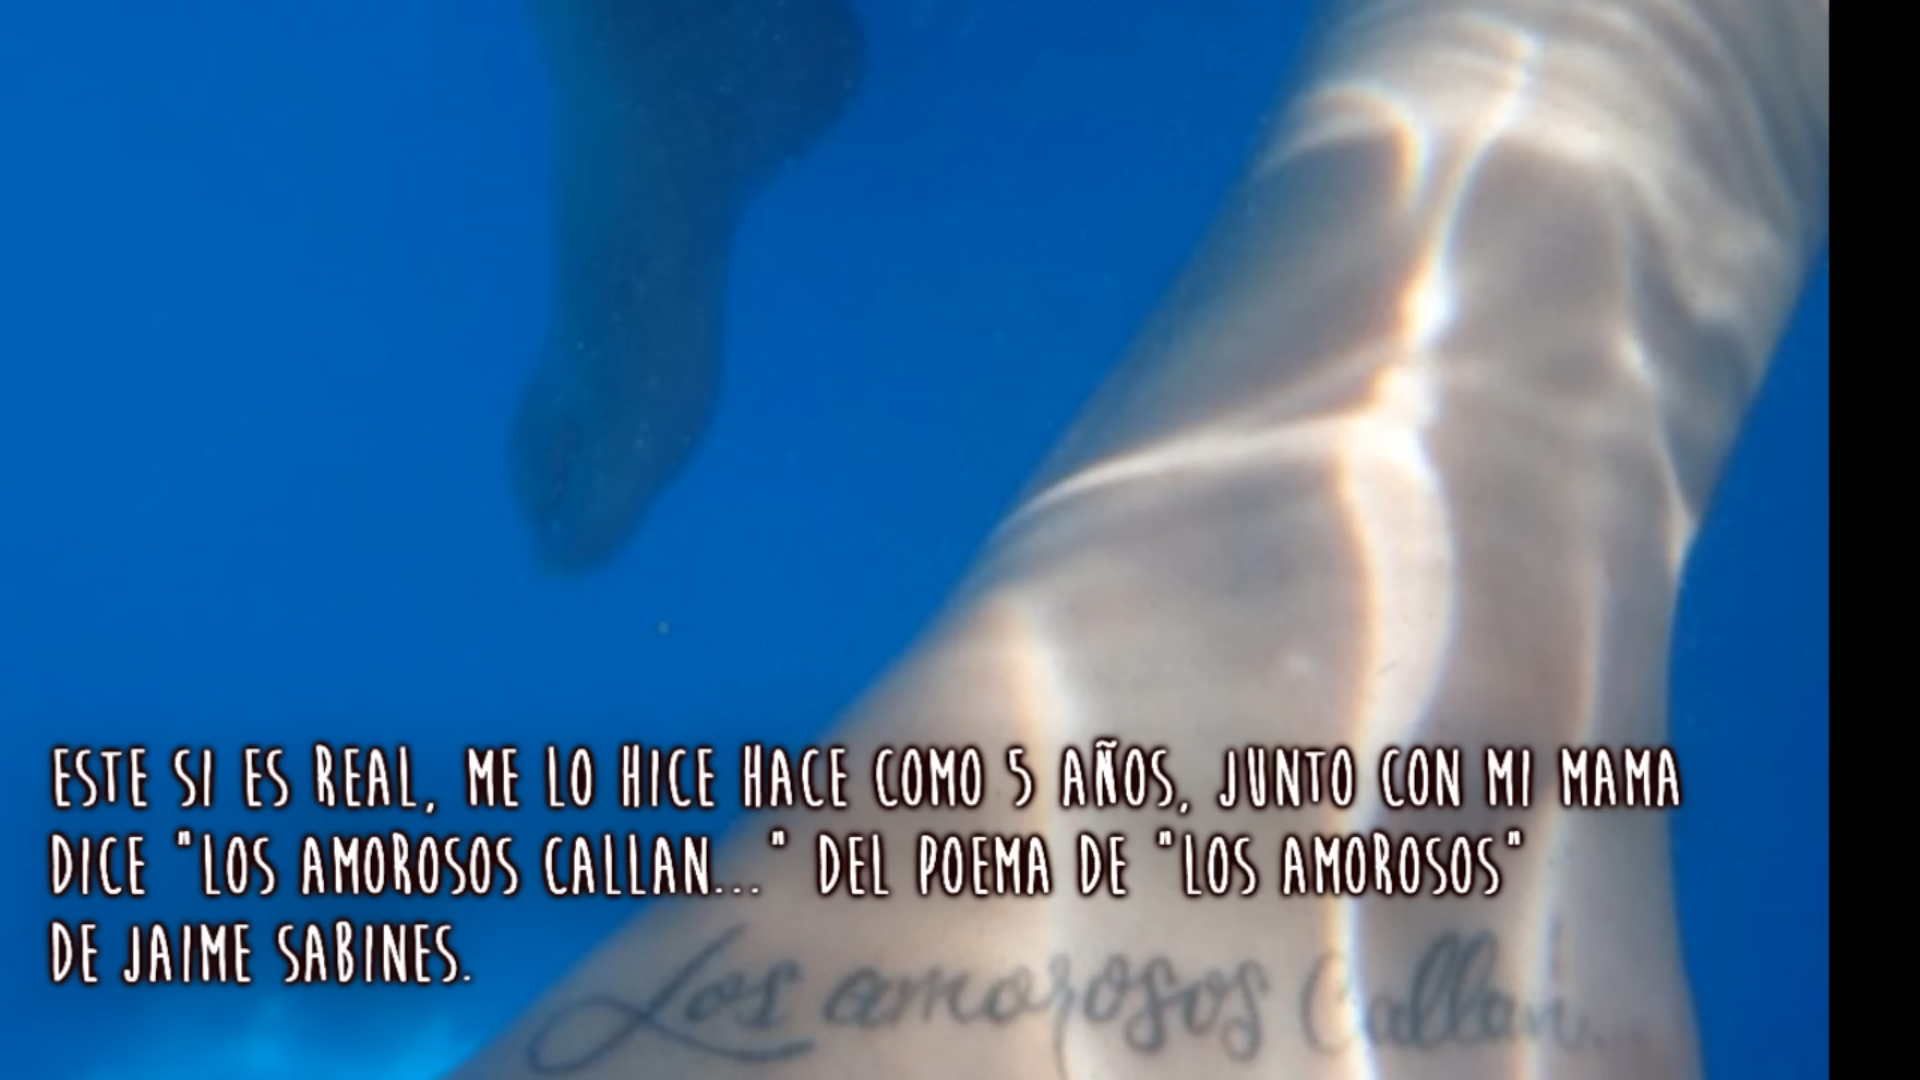 ESTE SI ES REAL, ME LO HICE HACE COMO 5 AÑOS, JUNTO CON MI MAMA
DICE "LOS AMOROSOS CALLAN..." DEL POEMA DE "LOS AMOROSOS"
DE JAIME SABINES.
Los amorosos Callan...